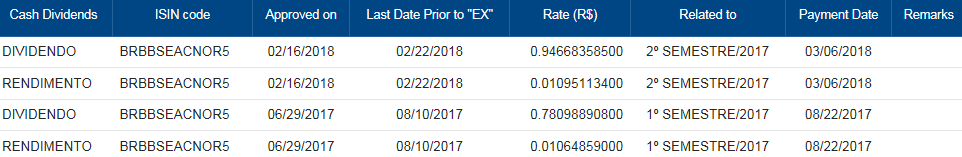 Cash Dividends ISIN code Approved on Last Date Prior to "EX" Rate (R$) Related to Payment Date Remarks
DIVIDENDO BRBBSEACNOR5 02/16/2018 02/22/2018 0.94668358500 2º SEMESTRE/2017 03/06/2018
RENDIMENTO BRBBSEACNOR5 02/16/2018 02/22/2018 0.01095113400 2º SEMESTRE/2017 03/06/2018
DIVIDENDO BRBBSEACNOR5 06/29/2017 08/10/2017 0.78098890800 1º SEMESTRE/2017 08/22/2017
RENDIMENTO BRBBSEACNOR5 06/29/2017 08/10/2017 0.01064859000 1º SEMESTRE/2017 08/22/2017